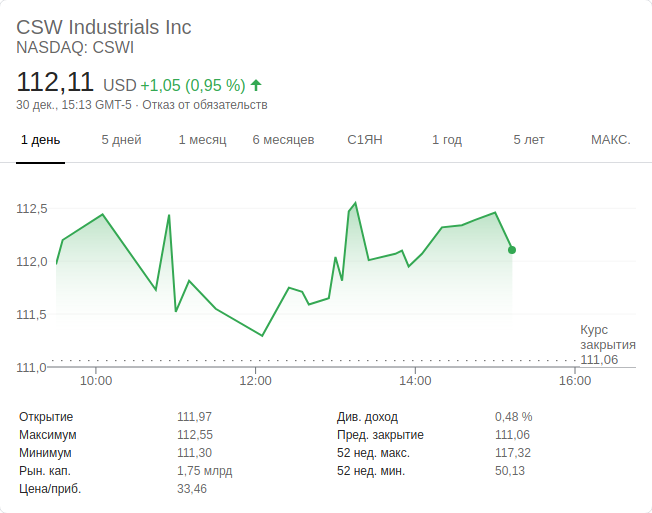 CSW Industrials Inc
NASDAQ: CSWI
112,11 USD +1,05 (0,95 %)
30 дек., 15:13 GMT-5 · Отказ от обязательств
1 день 5 дней 1 месяц 6 месяцев С1ЯН 1 год 5 лет МАКС.
112,5
112,0
111,5
111,0
Курс
закрытия
111,06
10:00 12:00 14:00 16:00
Открытие 111,97
Максимум 112,55
Минимум 111,30
Рын. кап. 1,75 млрд
Цена/приб. 33,46
Див. доход 0,48 %
Пред. закрытие 111,06
52 нед. макс. 117,32
52 нед. мин. 50,13